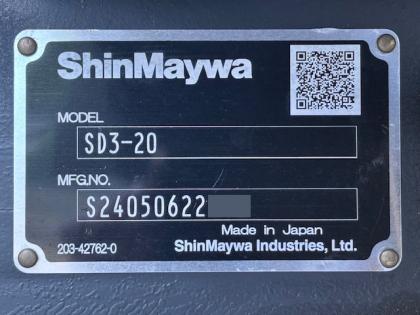 ShinMaywa
MODEL
SD3-20
MFG.NO.
S24050622
Made in Japan
203-42762-0
ShinMaywa Industries, Ltd.